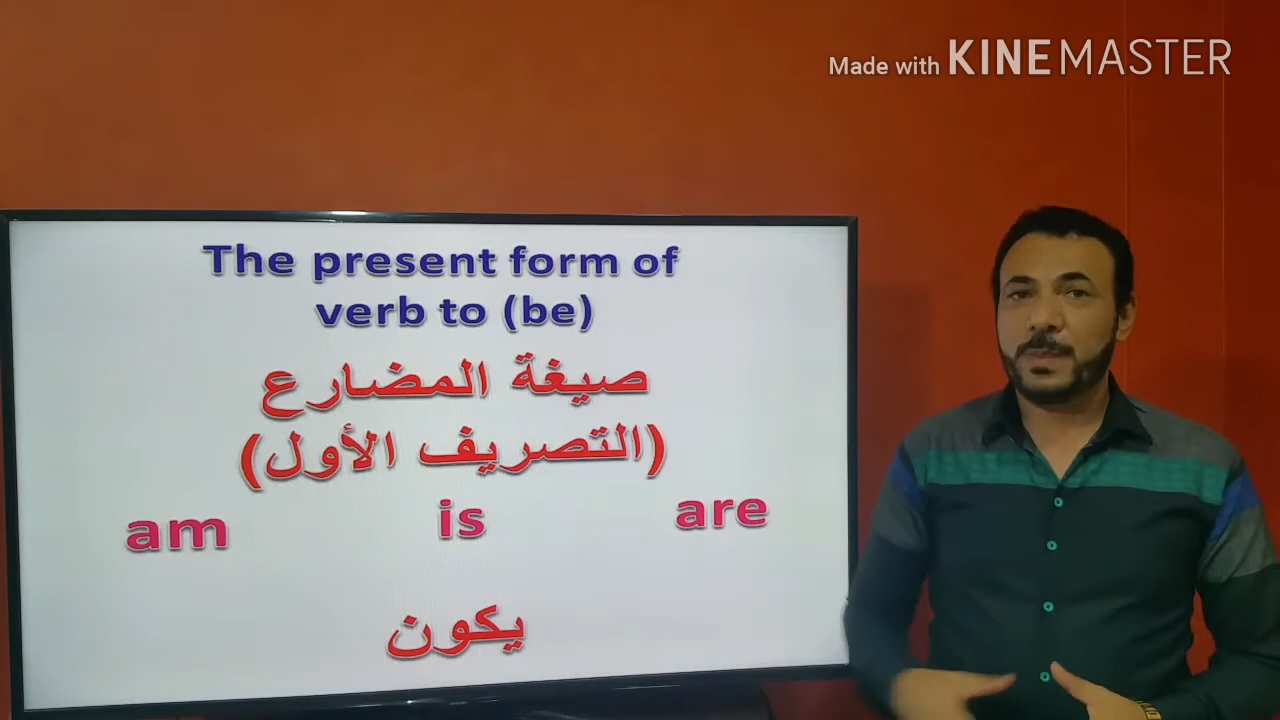 Made with KINEMASTER
The present form of
verb to (be)
صيغة المضارع
(التصريف الأول)
am is are
يكون